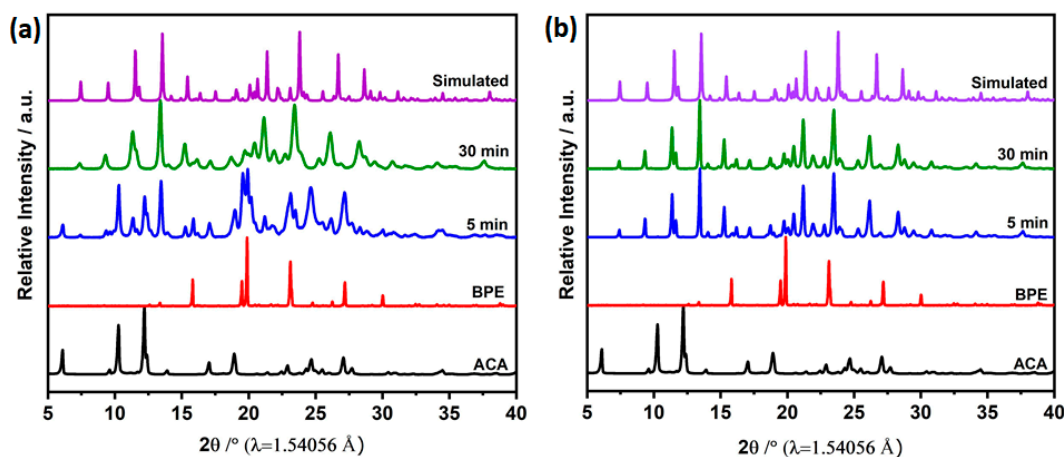 (a)
Relative Intensity / a.u.
Simulated
30 min
5 min
BPE
ACA
5 10 15 20 25 30 35 40
2θ /° (λ=1.54056 Å)
(b)
Relative Intensity / a.u.
Simulated
30 min
5 min
BPE
ACA
5 10 15 20 25 30 35 40
2θ /° (λ=1.54056 Å)